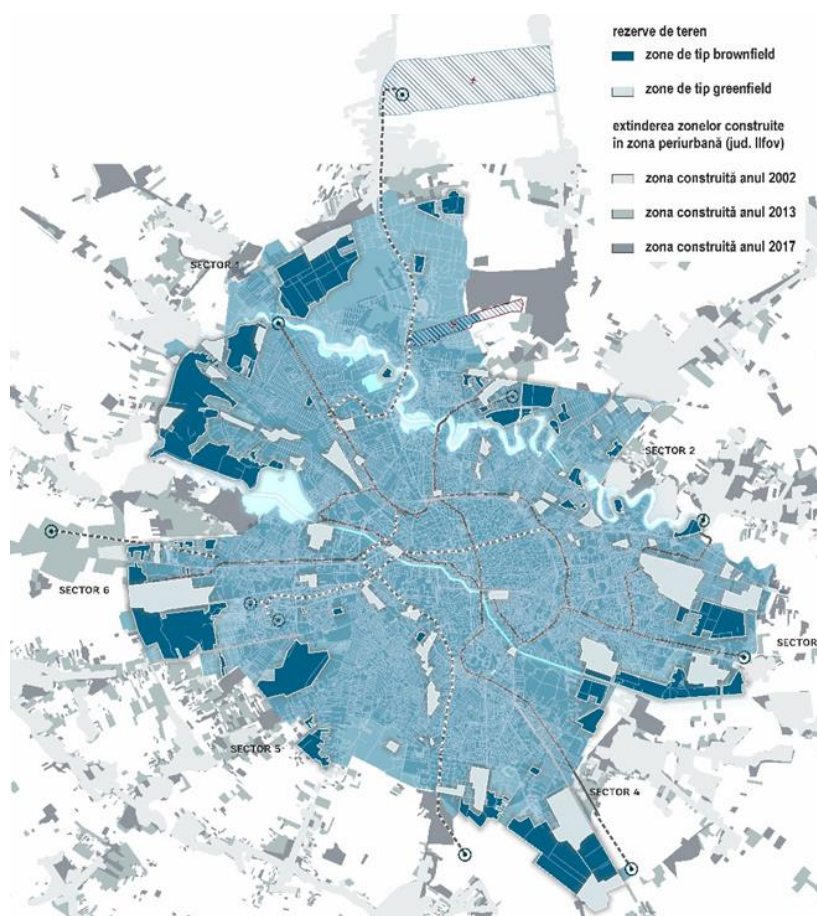 rezerve de teren
zone de tip brownfield
zone de tip greenfield
extinderea zonelor construite
în zona periurbană (jud. Ilfov)
zona construită anul 2002
zona construită anul 2013
zona construită anul 2017
SECTOR 1
SECTOR 2
SECTOR 6
SECTOR
SECTOR 5
SECTOR 4